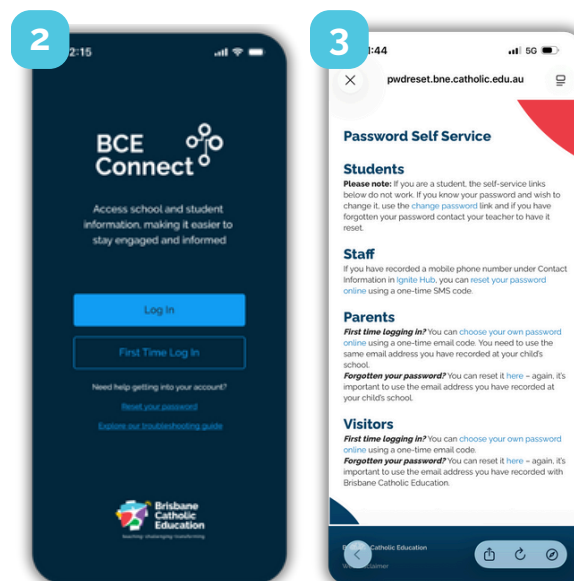 2
2:15
BCE
Connect
Access school and student
information, making it easier to
stay engaged and informed
Log In
First Time Log In
Need help getting into your account?
Reset your password
Explore our troubleshooting guide
Brisbane
Catholic
Education
teaching challenging transforming
3
1:44
5G
pwdreset.bne.catholic.edu.au
Password Self Service
Students
Please note: If you are a student, the self-service links
below do not work. If you know your password and wish to
change it, use the change password link and if you have
forgotten your password contact your teacher to have it
reset.
Staff
If you have recorded a mobile phone number under Contact
Information in Ignite Hub, you can reset your password
online using a one-time SMS code.
Parents
First time logging in? You can choose your own password
online using a one-time email code. You need to use the
same email address you have recorded at your child's
school.
Forgotten your password? You can reset it here – again, it's
important to use the email address you have recorded at
your child's school.
Visitors
First time logging in? You can choose your own password
online using a one-time email code.
Forgotten your password? You can reset it here – again, it's
important to use the email address you have recorded with
Brisbane Catholic Education.
Catholic Education